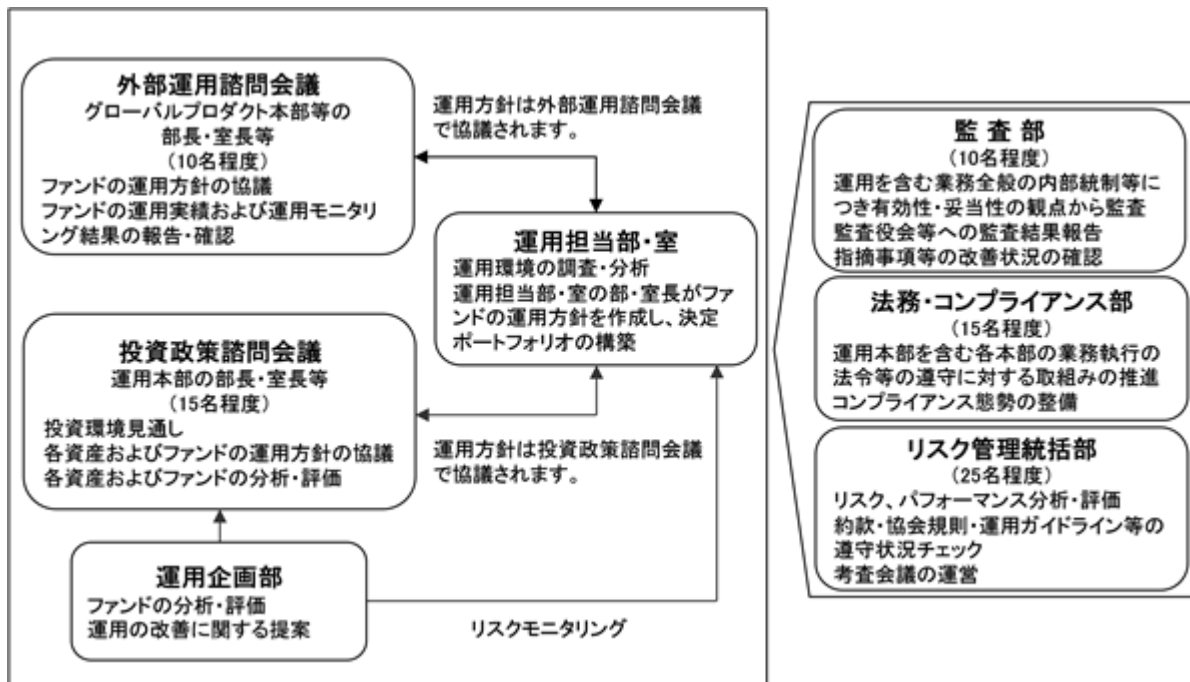 外部運用諮問会議
グローバルプロダクト本部等の
部長・室長等
(10名程度)
ファンドの運用方針の協議
ファンドの運用実績および運用モニタリ
ング結果の報告・確認
運用方針は外部運用諮問会議
で協議されます。
運用担当部・室
運用環境の調査・分析
運用担当部・室の部・室長がファ
ンドの運用方針を作成し、決定
ポートフォリオの構築
投資政策諮問会議
運用本部の部長・室長等
(15名程度)
投資環境見通し
各資産およびファンドの運用方針の協議
各資産およびファンドの分析・評価
運用方針は投資政策諮問会議
で協議されます。
運用企画部
ファンドの分析・評価
運用の改善に関する提案
リスクモニタリング
監査部
(10名程度)
運用を含む業務全般の内部統制等に
つき有効性・妥当性の観点から監査
監査役会等への監査結果報告
指摘事項等の改善状況の確認
法務・コンプライアンス部
(15名程度)
運用本部を含む各本部の業務執行の
法令等の遵守に対する取組みの推進
コンプライアンス態勢の整備
リスク管理統括部
(25名程度)
リスク、パフォーマンス分析・評価
約款・協会規則・運用ガイドライン等の
遵守状況チェック
考査会議の運営